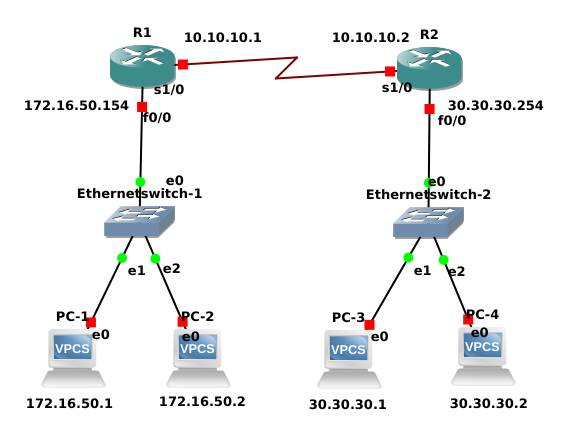 R1
10.10.10.1
10.10.10.2
R2
s1/0
s1/0
172.16.50.154
f0/0
30.30.30.254
f0/0
e0
Ethernetswitch-1
e0
Ethernetswitch-2
e1
e2
e1
e2
PC-1
e0
PC-2
e0
PC-3
e0
PC-4
e0
VPCS
VPCS
VPCS
VPCS
172.16.50.1
172.16.50.2
30.30.30.1
30.30.30.2